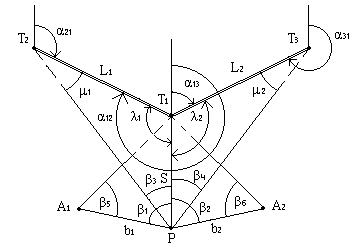 T2 α21 T3 α31
L1 L2
μ1 T1 α13 μ2
α12 λ1 λ2
S
β5 β3 β4 β6
A1 β1 β2 A2
b1 P b2